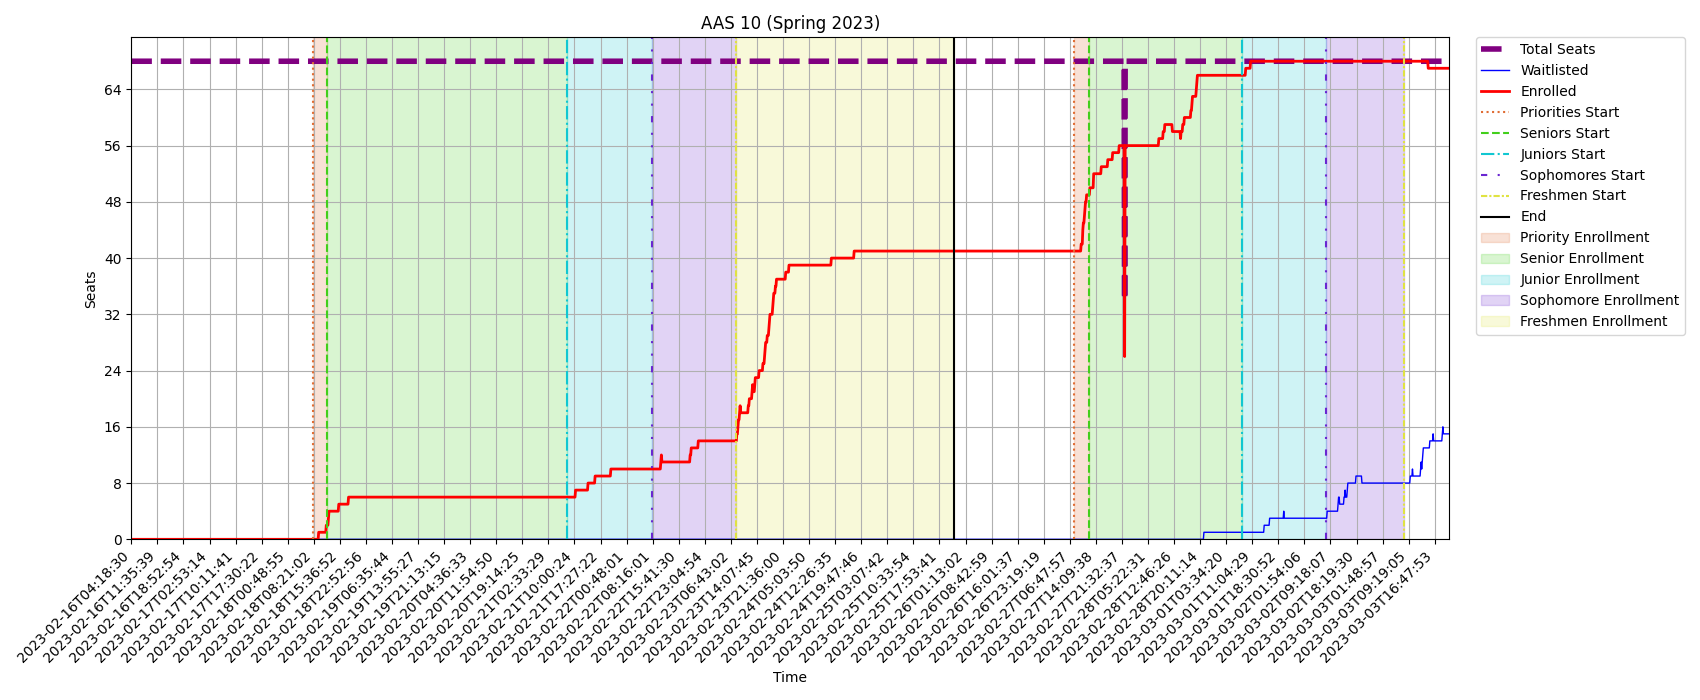 AAS 10 (Spring 2023)
Seats
64
56
48
40
32
24
16
8
0
2023-02-16T04:18:30
2023-02-16T11:35:39
2023-02-16T18:52:54
2023-02-17T02:53:14
2023-02-17T10:11:41
2023-02-17T17:30:22
2023-02-18T00:48:55
2023-02-18T08:21:02
2023-02-18T15:36:52
2023-02-18T22:52:56
2023-02-19T06:35:44
2023-02-19T13:55:27
2023-02-19T21:13:15
2023-02-20T04:36:33
2023-02-20T11:54:50
2023-02-20T19:14:25
2023-02-21T02:33:29
2023-02-21T10:00:24
2023-02-21T17:27:22
2023-02-22T00:48:01
2023-02-22T08:16:01
2023-02-22T15:41:30
2023-02-22T23:04:54
2023-02-23T06:43:02
2023-02-23T14:07:45
2023-02-23T21:36:00
2023-02-24T05:03:50
2023-02-24T12:26:35
2023-02-24T19:47:46
2023-02-25T03:07:42
2023-02-25T10:33:54
2023-02-25T17:53:41
2023-02-26T01:13:02
2023-02-26T08:42:59
2023-02-26T16:01:37
2023-02-26T23:19:19
2023-02-27T06:47:57
2023-02-27T14:09:38
2023-02-27T21:32:37
2023-02-28T05:22:31
2023-02-28T12:46:26
2023-02-28T20:11:14
2023-03-01T03:34:20
2023-03-01T11:04:29
2023-03-01T18:30:52
2023-03-02T01:54:06
2023-03-02T09:18:07
2023-03-02T18:19:30
2023-03-03T01:48:57
2023-03-03T09:19:05
2023-03-03T16:47:53
Time
Total Seats
Waitlisted
Enrolled
Priorities Start
Seniors Start
Juniors Start
Sophomores Start
Freshmen Start
End
Priority Enrollment
Senior Enrollment
Junior Enrollment
Sophomore Enrollment
Freshmen Enrollment